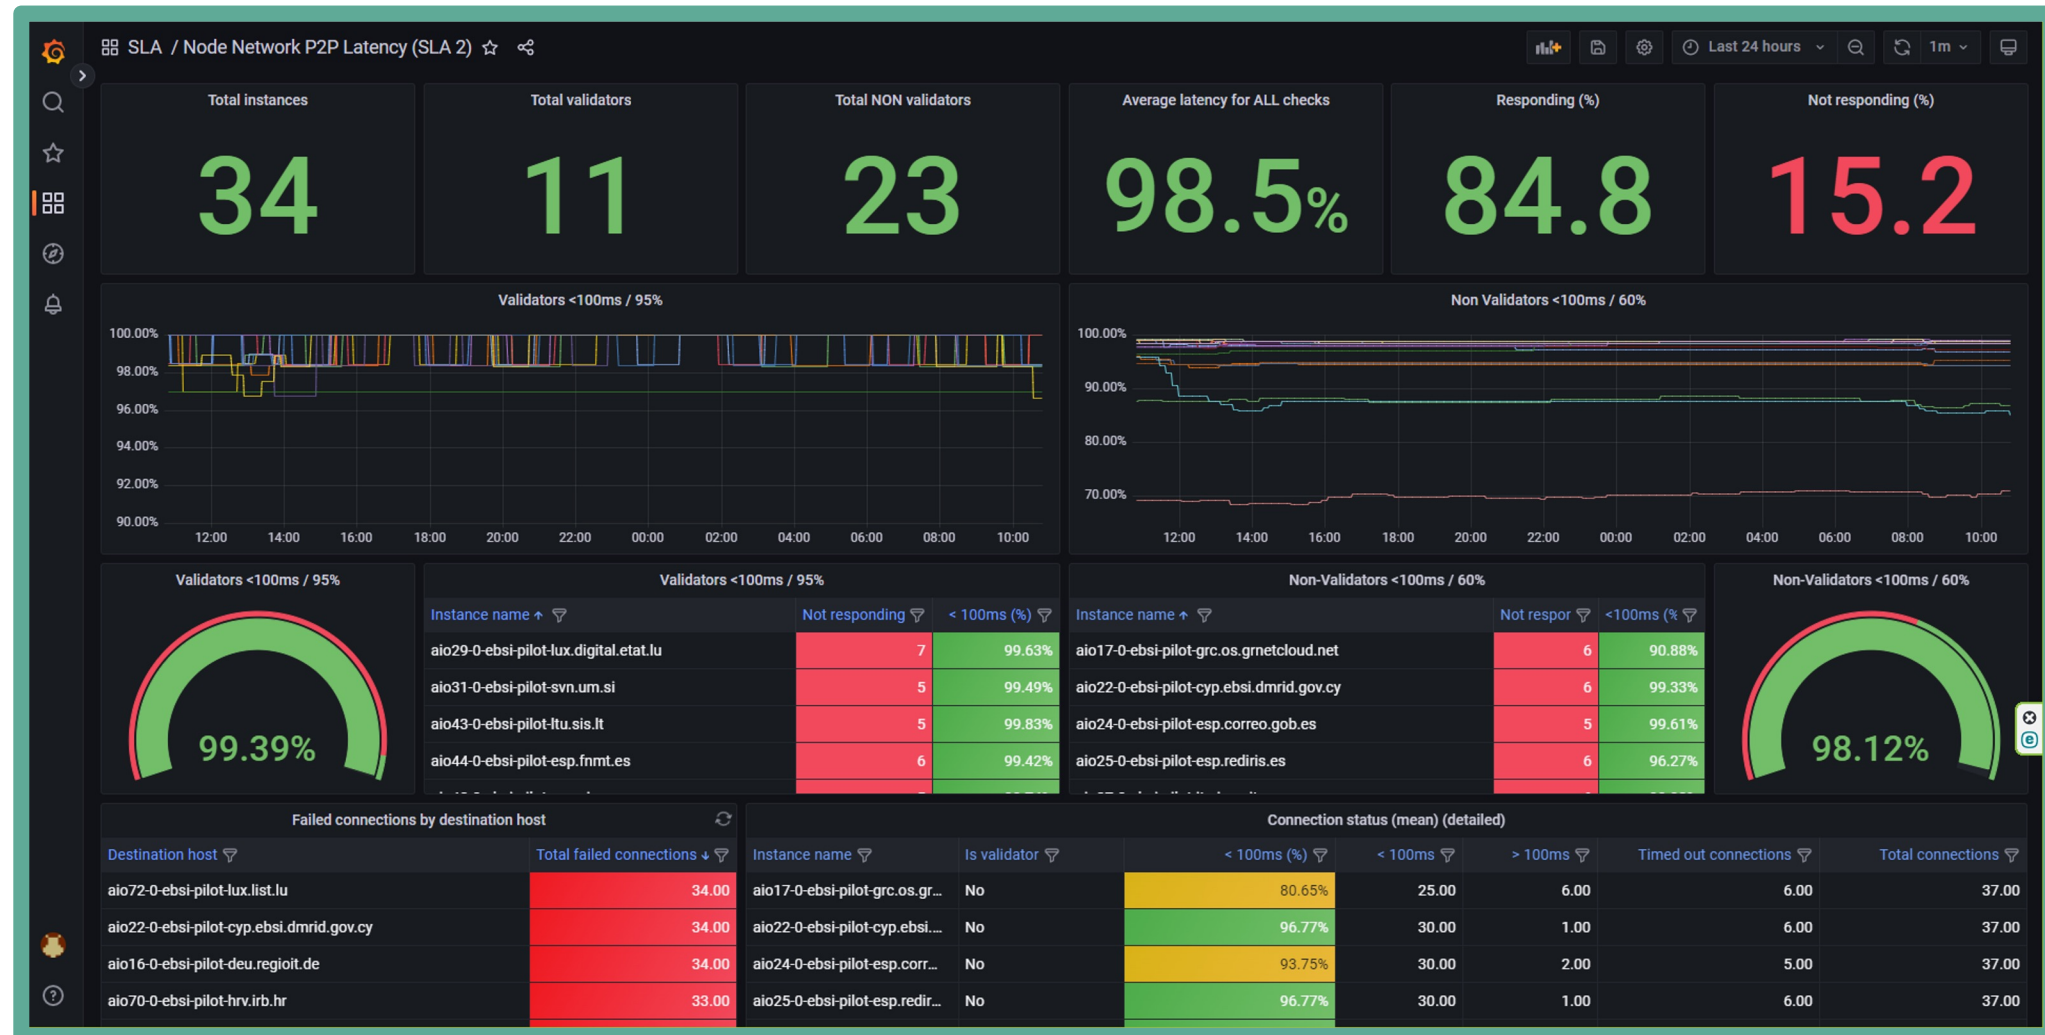 SLA / Node Network P2P Latency (SLA 2)
Last 24 hours
1m
Total instances
34
Total validators
11
Total NON validators
23
Average latency for ALL checks
98.5%
Responding (%)
84.8
Not responding (%)
15.2
Validators <100ms / 95%
100.00%
98.00%
96.00%
94.00%
92.00%
90.00%
12:00 14:00 16:00 18:00 20:00 22:00 00:00 02:00 04:00 06:00 08:00 10:00
Non Validators <100ms / 60%
100.00%
90.00%
80.00%
70.00%
12:00 14:00 16:00 18:00 20:00 22:00 00:00 02:00 04:00 06:00 08:00 10:00
Validators <100ms / 95%
99.39%
Validators <100ms / 95%
Instance name Not responding < 100ms (%)
aio29-0-ebsi-pilot-lux.digital.etat.lu 7 99.63%
aio31-0-ebsi-pilot-svn.um.si 5 99.49%
aio43-0-ebsi-pilot-ltu.sis.lt 5 99.83%
aio44-0-ebsi-pilot-esp.fnmt.es 6 99.42%
Non-Validators <100ms / 60%
Instance name Not respor <100ms (%
aio17-0-ebsi-pilot-grc.os.grnetcloud.net 6 90.88%
aio22-0-ebsi-pilot-cyp.ebsi.dmrid.gov.cy 6 99.33%
aio24-0-ebsi-pilot-esp.correo.gob.es 5 99.61%
aio25-0-ebsi-pilot-esp.rediris.es 6 96.27%
Non-Validators <100ms / 60%
98.12%
Failed connections by destination host
Destination host Total failed connections
aio72-0-ebsi-pilot-lux.list.lu 34.00
aio22-0-ebsi-pilot-cyp.ebsi.dmrid.gov.cy 34.00
aio16-0-ebsi-pilot-deu.regioit.de 34.00
aio70-0-ebsi-pilot-hrv.irb.hr 33.00
Connection status (mean) (detailed)
Instance name Is validator < 100ms (%) < 100ms > 100ms Timed out connections Total connections
aio17-0-ebsi-pilot-grc.os.gr... No 80.65% 25.00 6.00 6.00 37.00
aio22-0-ebsi-pilot-cyp.ebsi.... No 96.77% 30.00 1.00 6.00 37.00
aio24-0-ebsi-pilot-esp.corr... No 93.75% 30.00 2.00 5.00 37.00
aio25-0-ebsi-pilot-esp.redir... No 96.77% 30.00 1.00 6.00 37.00